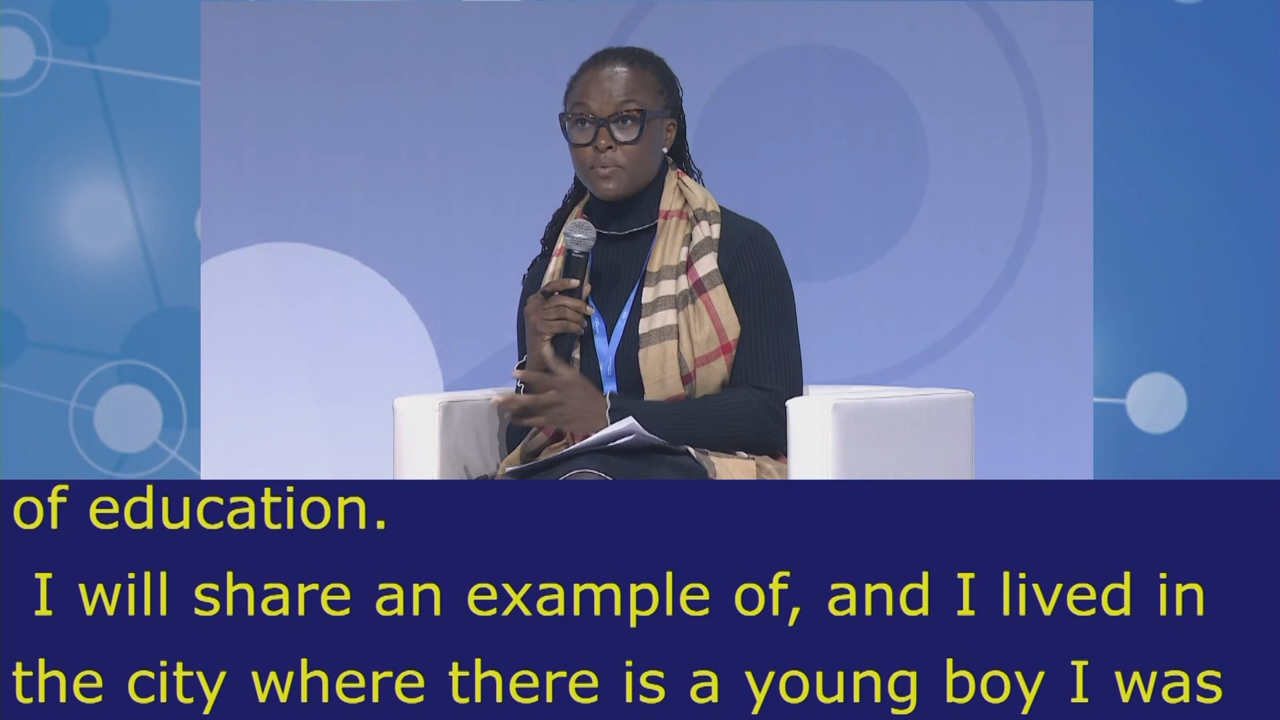 of education.
I will share an example of, and I lived in
the city where there is a young boy I was